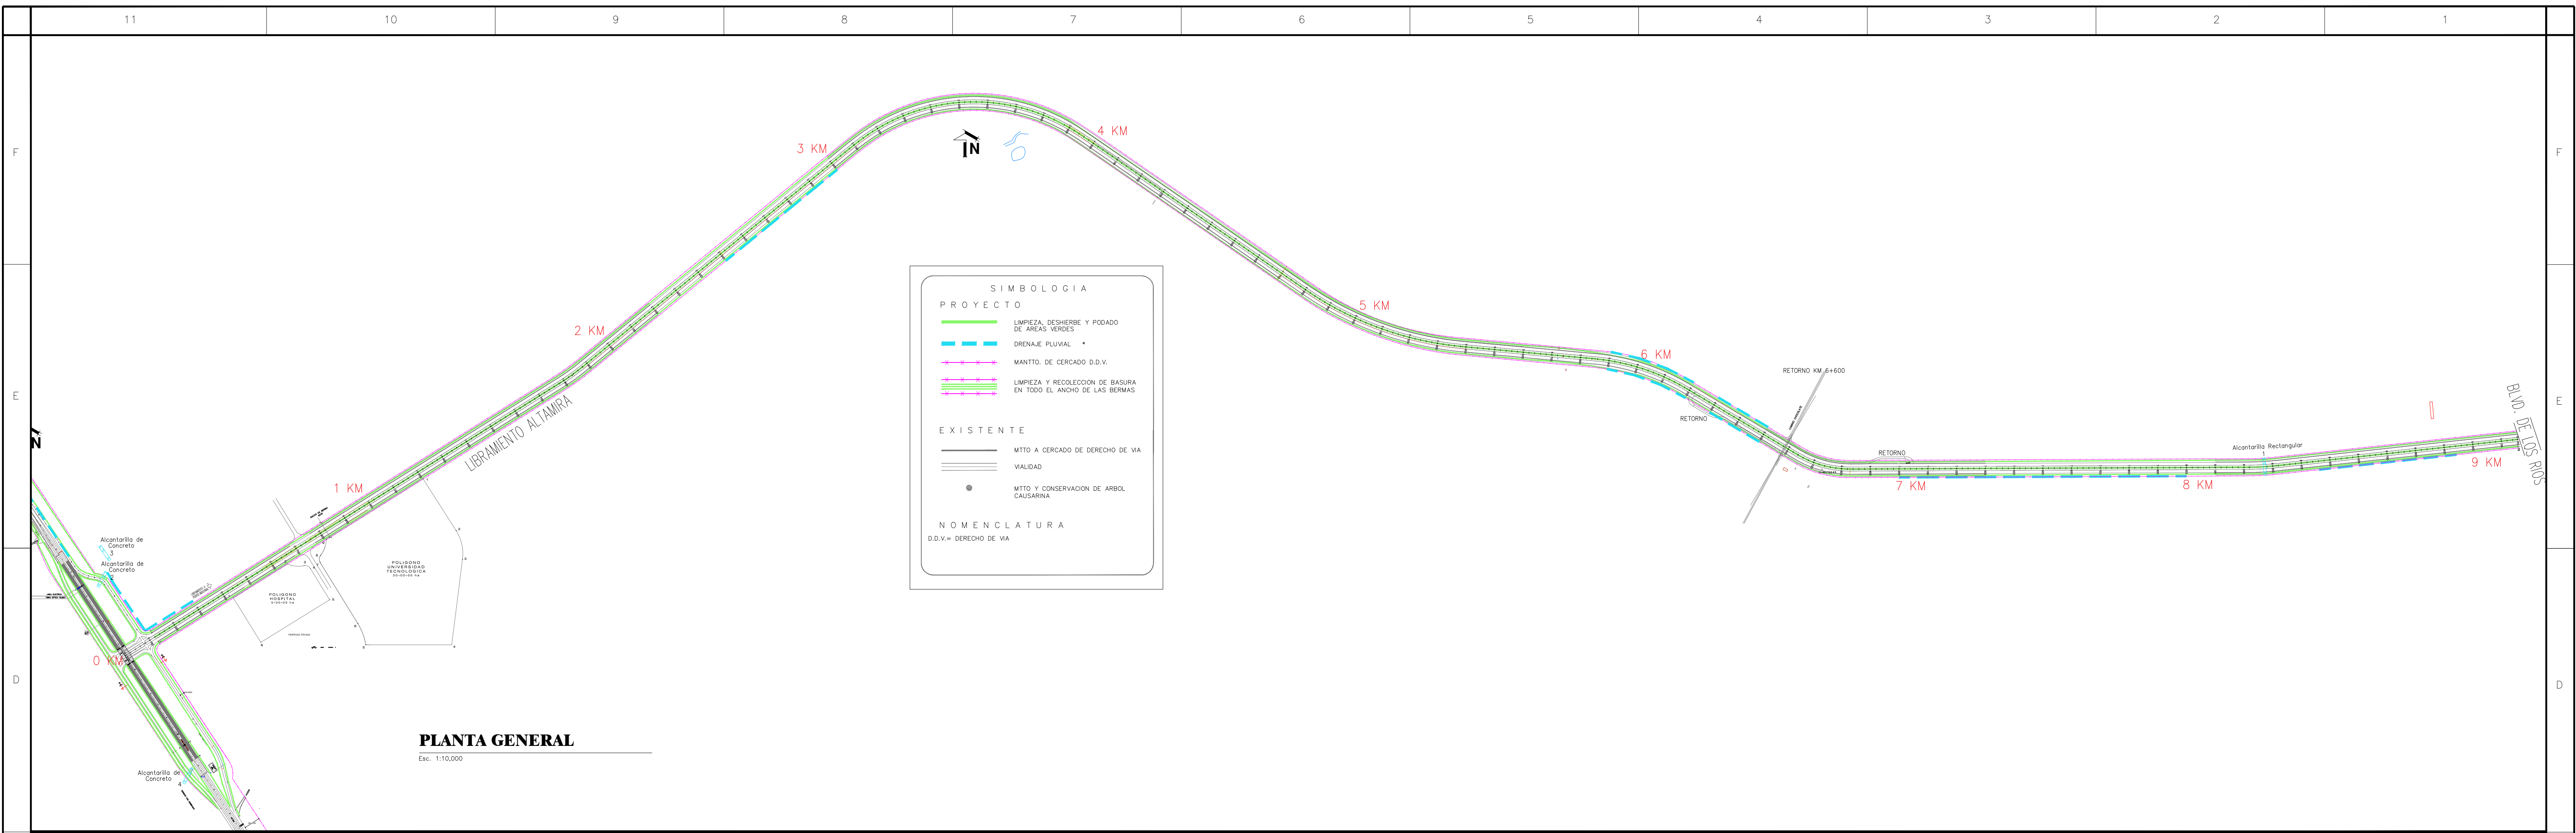 11 10 9 8 7 6 5 4 3 2 1
F
F
E
E
D
D
0 KM
1 KM
2 KM
3 KM
4 KM
5 KM
6 KM
7 KM
8 KM
9 KM
N
N
LIBRAMIENTO ALTAMIRA
BLVD. DE LOS RIOS
RETORNO KM 6+600
RETORNO
RETORNO
Alcantarilla Rectangular
1
Alcantarilla de
Concreto
3
Alcantarilla de
Concreto
2
Alcantarilla de
Concreto
4
POLIGONO
HOSPITAL
POLIGONO
UNIVERSIDAD
TECNOLOGICA
SIMBOLOGIA
PROYECTO
LIMPIEZA, DESHIERBE Y PODADO
DE AREAS VERDES
DRENAJE PLUVIAL *
MANTTO. DE CERCADO D.D.V.
LIMPIEZA Y RECOLECCION DE BASURA
EN TODO EL ANCHO DE LAS BERMAS
EXISTENTE
MTTO A CERCADO DE DERECHO DE VIA
VIALIDAD
MTTO Y CONSERVACION DE ARBOL
CAUSARINA
NOMENCLATURA
D.D.V.= DERECHO DE VIA
PLANTA GENERAL
Esc. 1:10,000